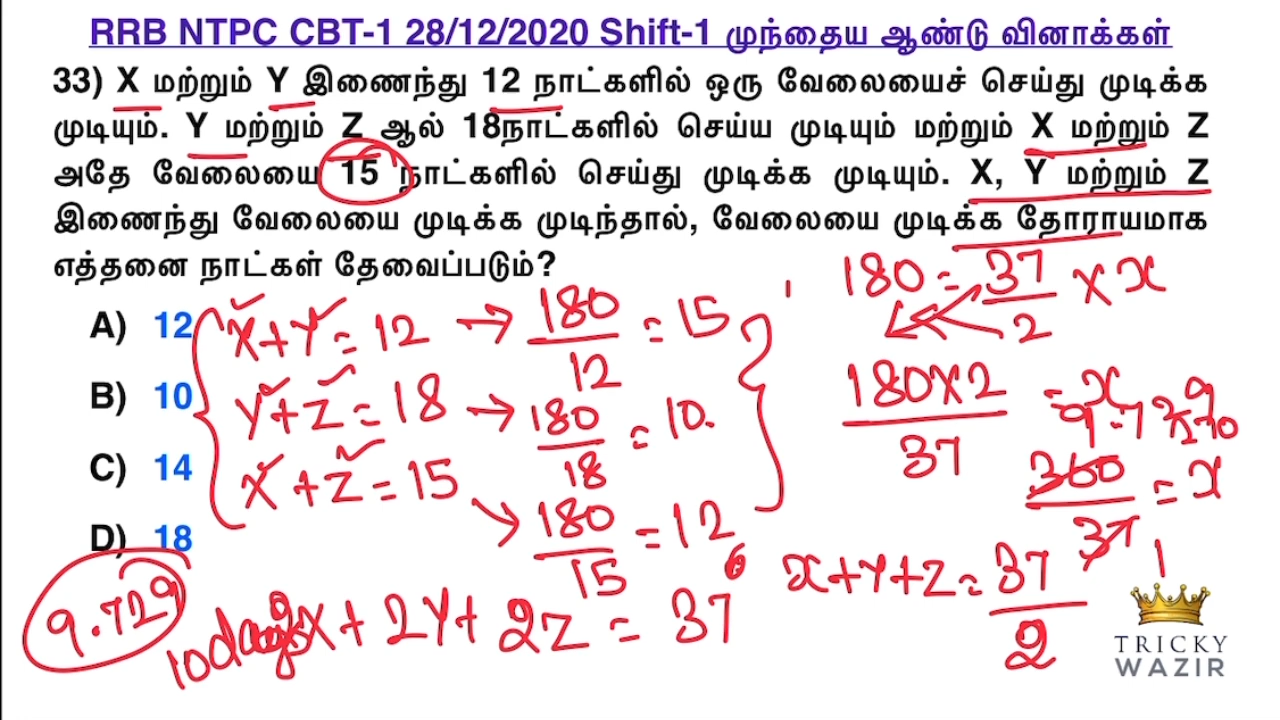 RRB NTPC CBT-1 28/12/2020 Shift-1 முந்தைய ஆண்டு வினாக்கள்
33) X மற்றும் Y இணைந்து 12 நாட்களில் ஒரு வேலையைச் செய்து முடிக்க
முடியும். Y மற்றும் Z ஆல் 18நாட்களில் செய்ய முடியும் மற்றும் X மற்றும் Z
அதே வேலையை 15 நாட்களில் செய்து முடிக்க முடியும். X, Y மற்றும் Z
இணைந்து வேலையை முடிக்க முடிந்தால், வேலையை முடிக்க தோராயமாக
எத்தனை நாட்கள் தேவைப்படும்?
A) 12
B) 10
C) 14
D) 18
X+Y=12 → 180/12 = 15
Y+Z=18 → 180/18 = 10
X+Z=15 → 180/15 = 12
2X+2Y+2Z=37
X+Y+Z=37/2
180=37/2 × x
180×2/37 = x
360/37 = x
9.729
10days
TRICKY
WAZIR